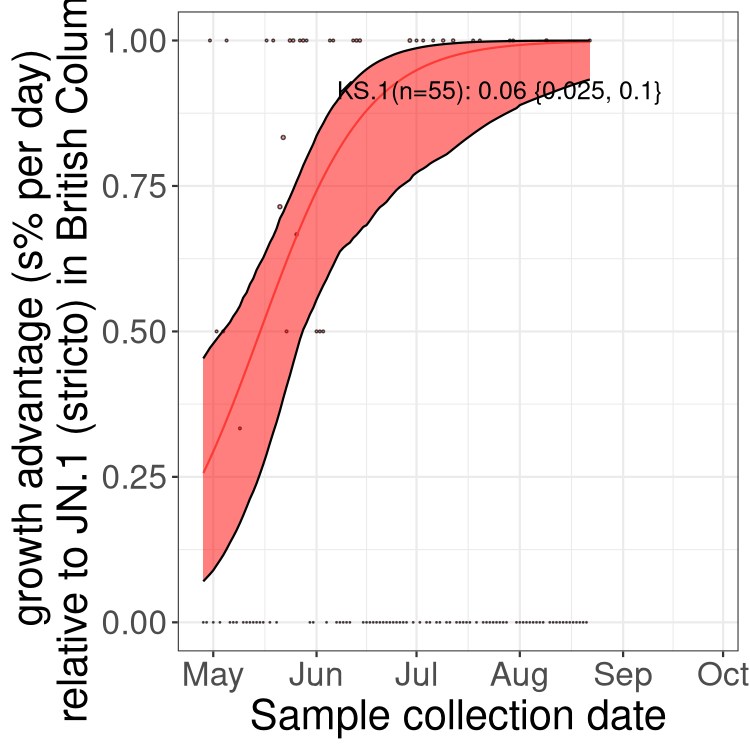 growth advantage (s% per day)
relative to JN.1 (stricto) in British Colum
1.00
0.75
0.50
0.25
0.00
KS.1(n=55): 0.06 {0.025, 0.1}
May Jun Jul Aug Sep Oct
Sample collection date